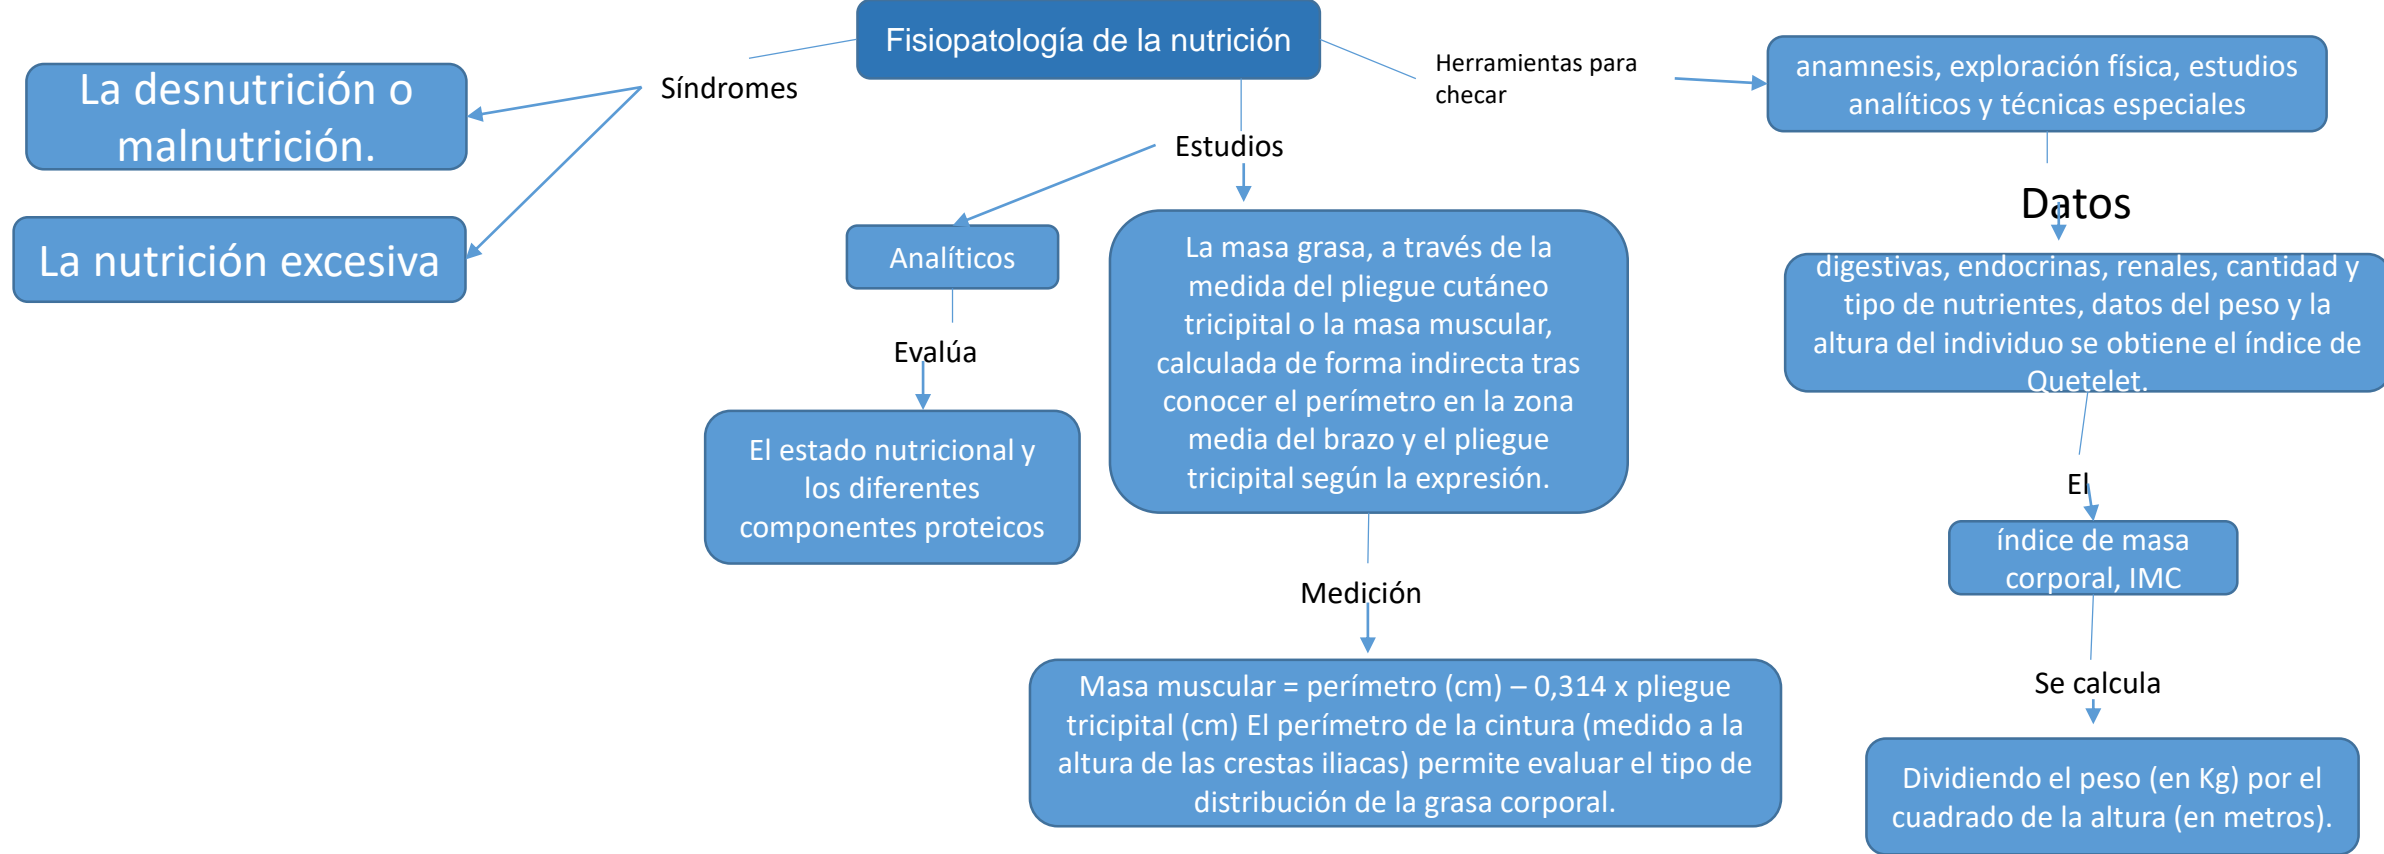 Fisiopatología de la nutrición
Síndromes
La desnutrición o
malnutrición.
La nutrición excesiva
Estudios
Analíticos
Evalúa
El estado nutricional y
los diferentes
componentes proteicos
La masa grasa, a través de la
medida del pliegue cutáneo
tricipital o la masa muscular,
calculada de forma indirecta tras
conocer el perímetro en la zona
media del brazo y el pliegue
tricipital según la expresión.
Medición
Masa muscular = perímetro (cm) – 0,314 x pliegue
tricipital (cm) El perímetro de la cintura (medido a la
altura de las crestas iliacas) permite evaluar el tipo de
distribución de la grasa corporal.
Herramientas para
checar
anamnesis, exploración física, estudios
analíticos y técnicas especiales
Datos
digestivas, endocrinas, renales, cantidad y
tipo de nutrientes, datos del peso y la
altura del individuo se obtiene el índice de
Quetelet.
El
índice de masa
corporal, IMC
Se calcula
Dividiendo el peso (en Kg) por el
cuadrado de la altura (en metros).